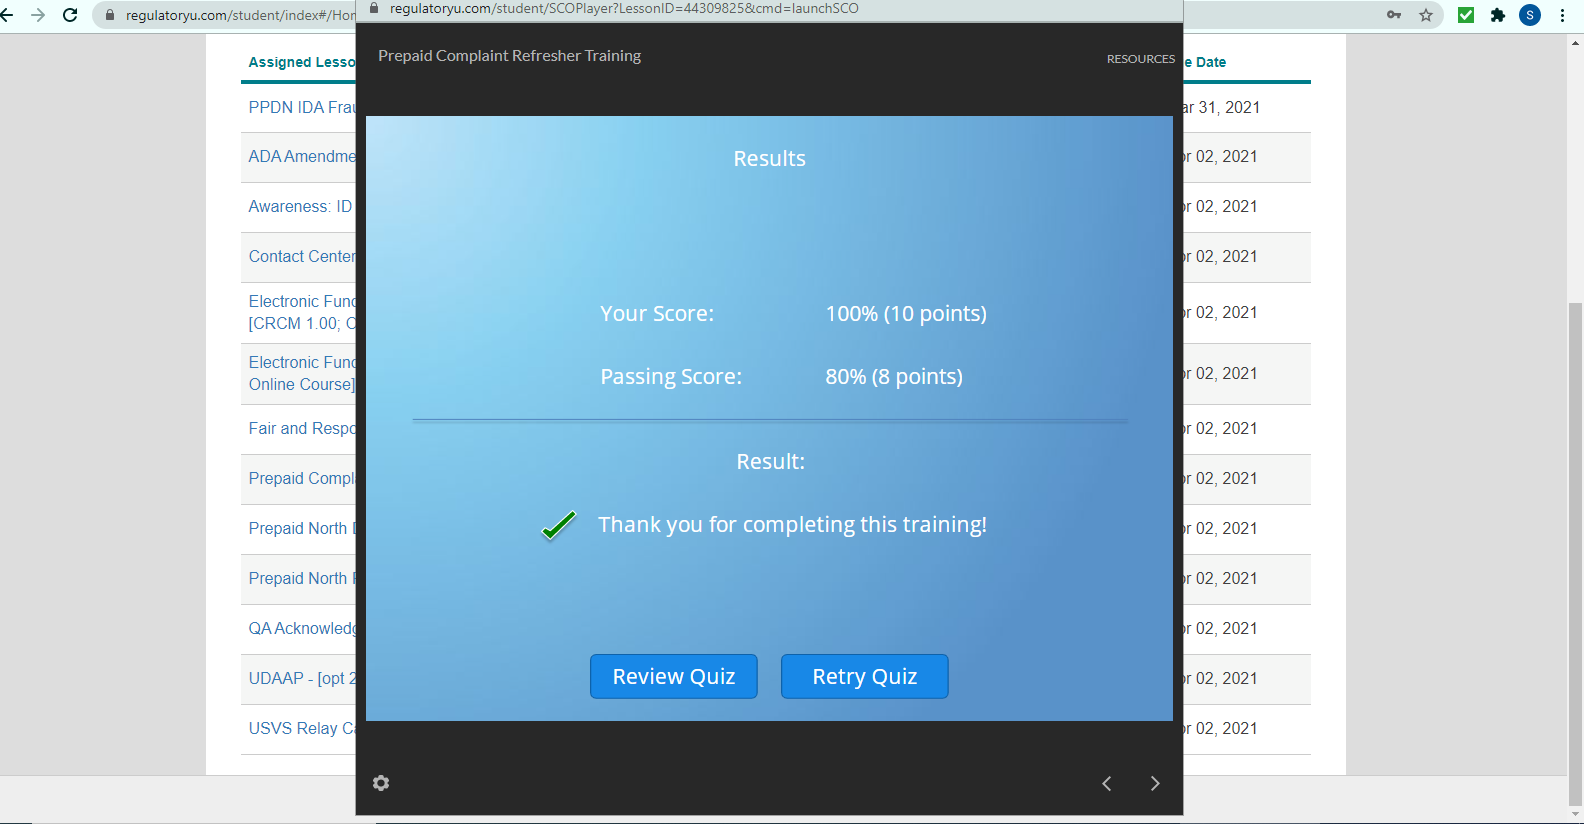 regulatoryu.com/student/index#/Hom
regulatoryu.com/student/SCOPlayer?LessonID=44309825&cmd=launchSCO
S
Prepaid Complaint Refresher Training
RESOURCES
Results
Your Score: 100% (10 points)
Passing Score: 80% (8 points)
Result:
Thank you for completing this training!
Review Quiz Retry Quiz
Assigned Lesso
e Date
PPDN IDA Frau
ar 31, 2021
ADA Amendme
r 02, 2021
Awareness: ID
r 02, 2021
Contact Center
r 02, 2021
Electronic Fund
[CRCM 1.00; C
r 02, 2021
Electronic Fund
Online Course]
r 02, 2021
Fair and Respo
r 02, 2021
Prepaid Compla
r 02, 2021
Prepaid North
r 02, 2021
Prepaid North
r 02, 2021
QA Acknowledg
r 02, 2021
UDAAP - [opt 2
r 02, 2021
USVS Relay Ca
r 02, 2021